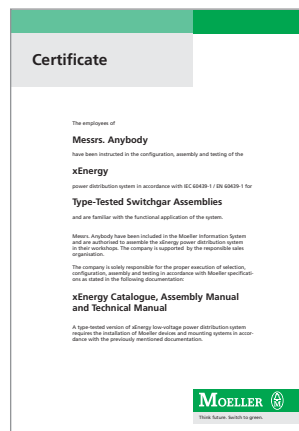 Certificate
The employees of
Messrs. Anybody
have been instructed in the configuration, assembly and testing of the
xEnergy
power distribution system in accordance with IEC 60439-1 / EN 60439-1 for
Type-Tested Switchgar Assemblies
and are familiar with the functional application of the system.
Messrs. Anybody have been included in the Moeller Information System
and are authorised to assemble the xEnergy power distribution system
in their workshops. The company is supported by the responsible sales
organisation.
The company is solely responsible for the proper execution of selection,
configuration, assembly and testing in accordance with Moeller specificati-
ons as stated in the following documentation:
xEnergy Catalogue, Assembly Manual
and Technical Manual
A type-tested version of xEnergy low-voltage power distribution system
requires the installation of Moeller devices and mounting systems in accor-
dance with the previously mentioned documentation.
MOELLER
Think future. Switch to green.